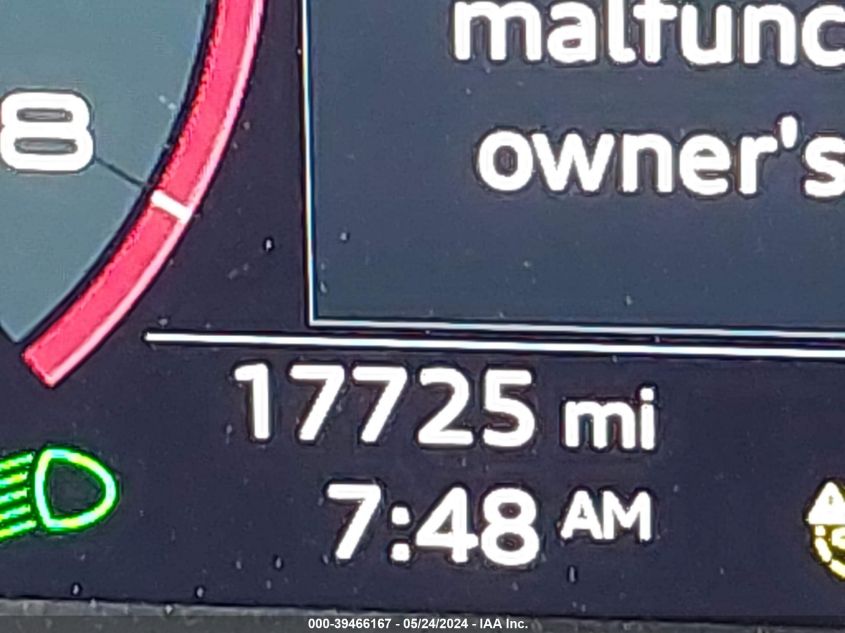 malfunc
owner's
8
17725 mi
7:48 AM
000-39466167 - 05/24/2024 - IAA Inc.